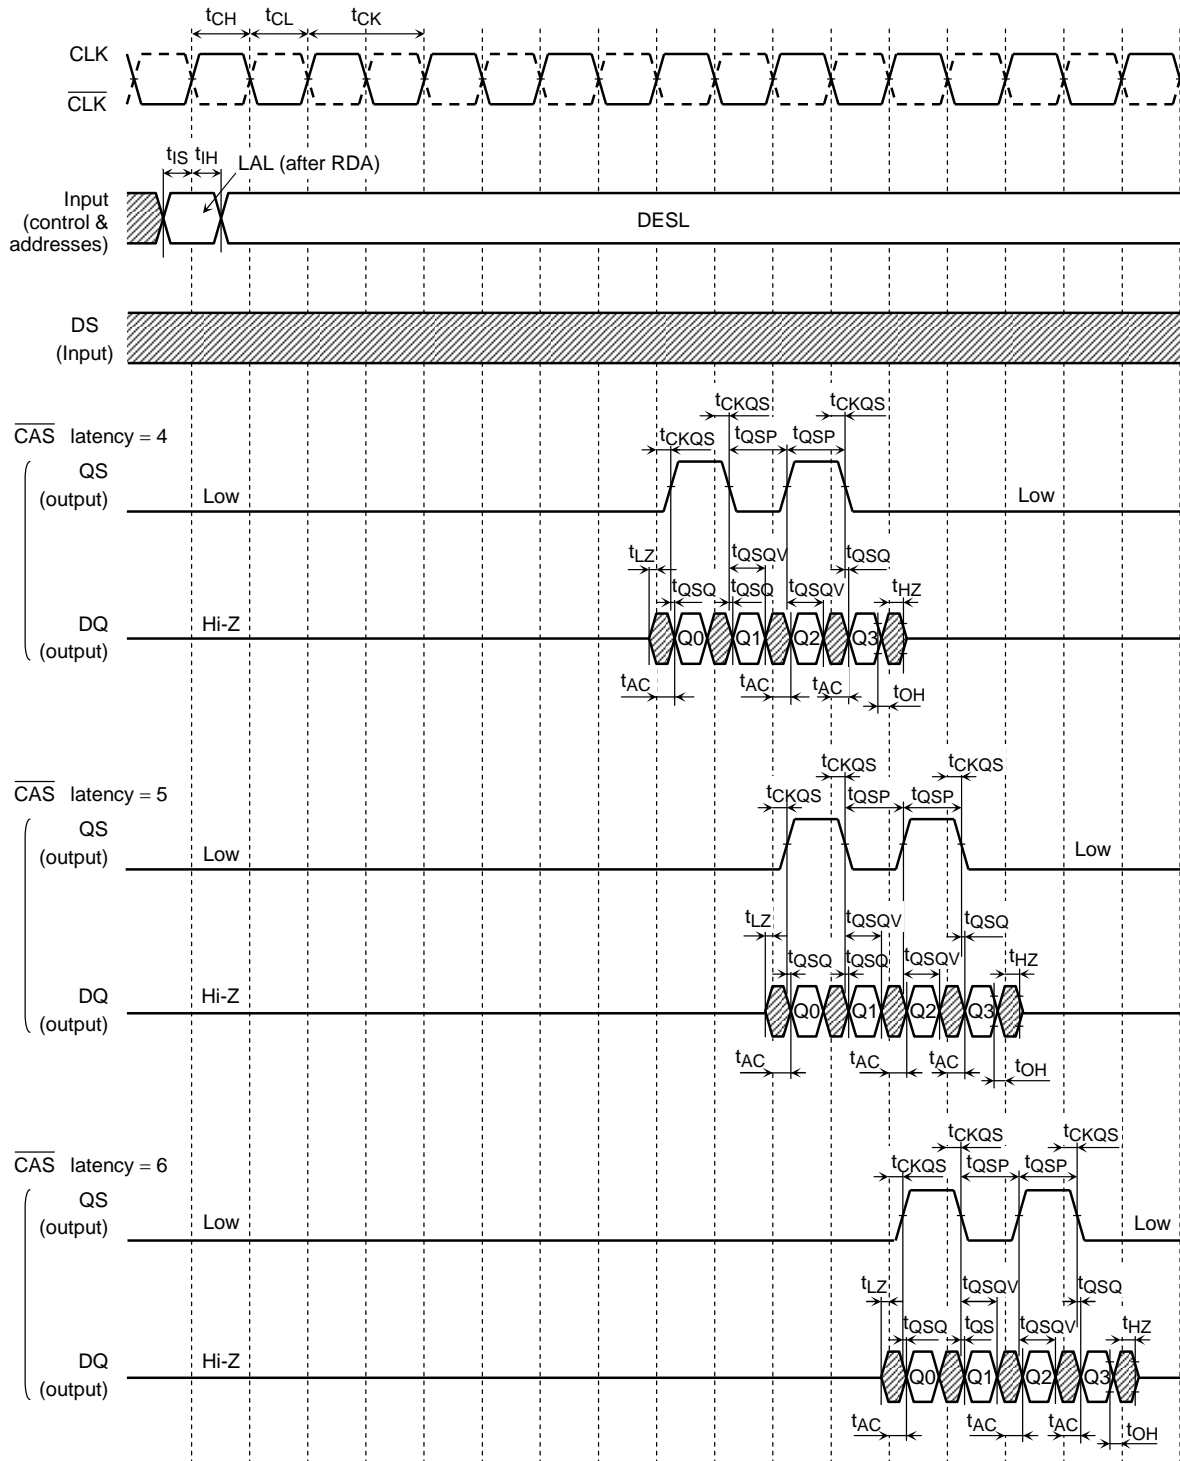 tCH tCL tCK
CLK
C̅L̅K̅
tIS tIH LAL (after RDA)
Input
(control &
addresses)
DESL
DS
(Input)
tCKQS tCKQS
C̅A̅S̅ latency = 4
tCKQS tQSP tQSP
QS
(output)
Low Low
tLZ tQSQV tQSQ
tQSQ tQSQ tQSQV tHZ
DQ
(output)
Hi-Z Q0 Q1 Q2 Q3
tAC tAC tAC tOH
tCKQS tCKQS
C̅A̅S̅ latency = 5
tCKQS tQSP tQSP
QS
(output)
Low Low
tLZ tQSQV tQSQ
tQSQ tQSQ tQSQV tHZ
DQ
(output)
Hi-Z Q0 Q1 Q2 Q3
tAC tAC tAC tOH
tCKQS tCKQS
C̅A̅S̅ latency = 6
tCKQS tQSP tQSP
QS
(output)
Low Low
tLZ tQSQV tQSQ
tQSQ tQS tQSQV tHZ
DQ
(output)
Hi-Z Q0 Q1 Q2 Q3
tAC tAC tAC tOH